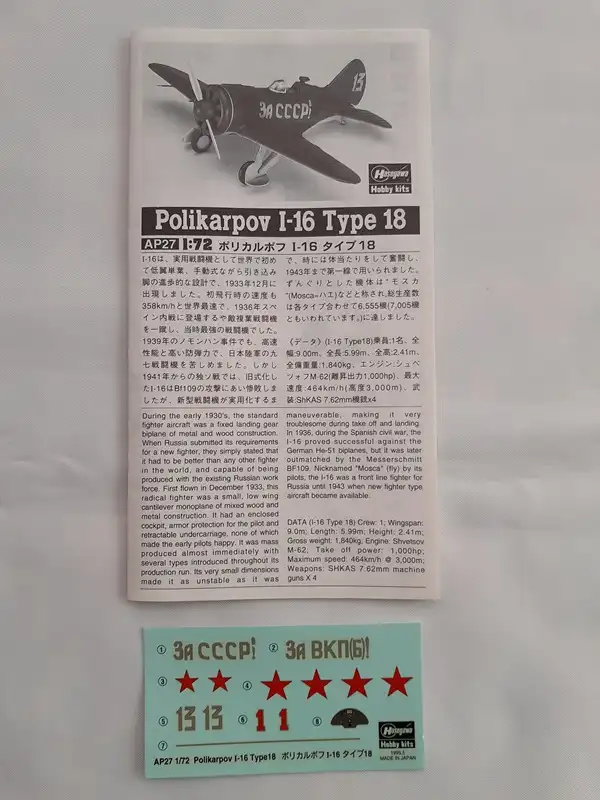 13
За СССР!
Hasegawa
Hobby kits
Polikarpov I-16 Type 18
AP27 1:72 ポリカルポフ I-16 タイプ18
I-16は、実用戦闘機として世界で初め
て低翼単葉、手動式ながら引き込み
脚の進歩的な設計で、1933年12月に
出現しました。初飛行時の速度も
358km/hと世界最速で、1936年スペ
イン内戦に登場するや敵複葉戦闘機
を一蹴し、当時最強の戦闘機でした。
1939年のノモンハン事件でも、高速
性能と高い防弾力で、日本陸軍の九
七戦闘機を苦しめました。しかし
1941年からの独ソ戦では、旧式化し
たI-16はBf109の攻撃にあい惨敗しま
したが、新型戦闘機が実用化するま
で、時には体当たりをして奮闘し、
1943年まで第一線で用いられました。
ずんぐりとした機体は"モスカ
"(Mosca=ハエ)などと称され、総生産数
は各タイプ合わせて6,555機(7,005機
ともいわれています。)に達しました。
〈データ〉(I-16 Type18)乗員:1名、全
幅:9.00m、全長:5.99m、全高:2.41m、
全備重量:1,840kg、エンジン:シュベ
ツォフM-62(離昇出力1,000hp)、最大
速度:464km/h(高度3,000m)、武
装:ShKAS 7.62mm機銃x4
During the early 1930's, the standard
fighter aircraft was a fixed landing gear
biplane of metal and wood construction.
When Russia submitted its requirements
for a new fighter, they simply stated that
it had to be better than any other fighter
in the world, and capable of being
produced with the existing Russian work
force. First flown in December 1933, this
radical fighter was a small, low wing
cantilever monoplane of mixed wood and
metal construction. It had an enclosed
cockpit, armor protection for the pilot and
retractable undercarriage, none of which
made the early pilots happy. It was mass
produced almost immediately with
several types introduced throughout its
production run. Its very small dimensions
made it as unstable as it was
maneuverable, making it very
troublesome during take off and landing.
In 1936, during the Spanish civil war, the
I-16 proved successful against the
German He-51 biplanes, but it was later
outmatched by the Messerschmitt
BF109. Nicknamed "Mosca" (fly) by its
pilots, the I-16 was a front line fighter for
Russia until 1943 when new fighter type
aircraft became available.
DATA (I-16 Type 18) Crew: 1; Wingspan:
9.0m; Length: 5.99m; Height: 2.41m;
Gross weight: 1,840kg; Engine: Shvetsov
M-62; Take off power: 1,000hp;
Maximum speed: 464km/h @ 3,000m;
Weapons: SHKAS 7.62mm machine
guns X 4
① За СССР! ② За ВКП(б)!
③ ④
⑤ 13 13 ⑥ 1 1 ⑧
⑦
Hasegawa
Hobby kits
AP27 1/72 Polikarpov I-16 Type18 ポリカルポフ I-16 タイプ18
1995.5
MADE IN JAPAN